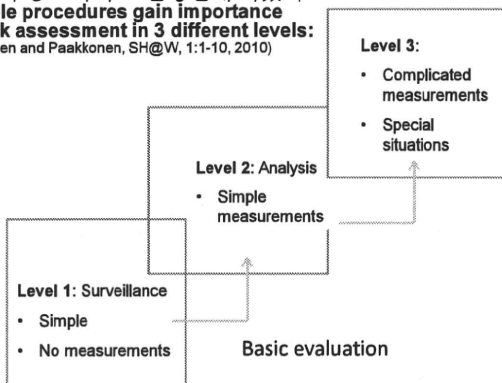 le procedures gain importance
k assessment in 3 different levels:
en and Paakkonen, SH@W, 1:1-10, 2010)
Level 3:
• Complicated
measurements
• Special
situations
Level 2: Analysis
• Simple
measurements
Level 1: Surveillance
• Simple
• No measurements
Basic evaluation